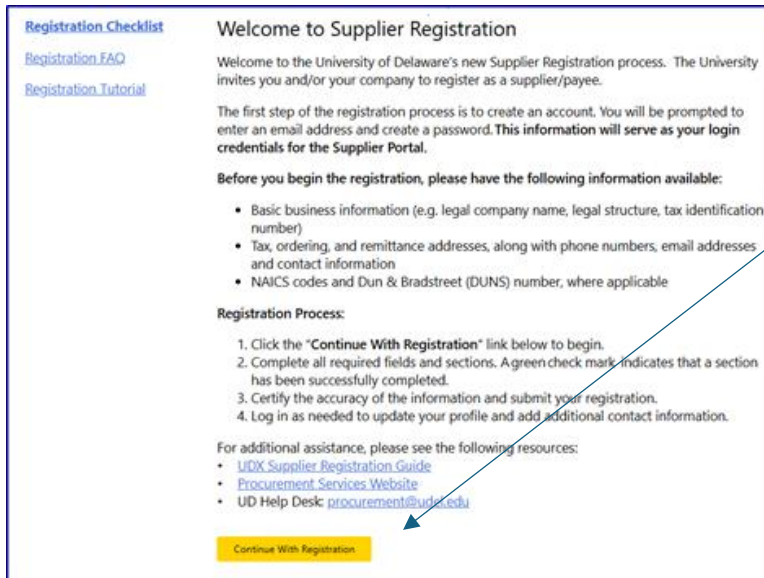 Registration Checklist
Registration FAQ
Registration Tutorial
Welcome to Supplier Registration
Welcome to the University of Delaware's new Supplier Registration process. The University
invites you and/or your company to register as a supplier/payee.
The first step of the registration process is to create an account. You will be prompted to
enter an email address and create a password. This information will serve as your login
credentials for the Supplier Portal.
Before you begin the registration, please have the following information available:
• Basic business information (e.g. legal company name, legal structure, tax identification
number)
• Tax, ordering, and remittance addresses, along with phone numbers, email addresses
and contact information
• NAICS codes and Dun & Bradstreet (DUNS) number, where applicable
Registration Process:
1. Click the "Continue With Registration" link below to begin.
2. Complete all required fields and sections. A green check mark indicates that a section
has been successfully completed.
3. Certify the accuracy of the information and submit your registration.
4. Log in as needed to update your profile and add additional contact information.
For additional assistance, please see the following resources:
• UDX Supplier Registration Guide
• Procurement Services Website
• UD Help Desk: procurement@udel.edu
Continue With Registration